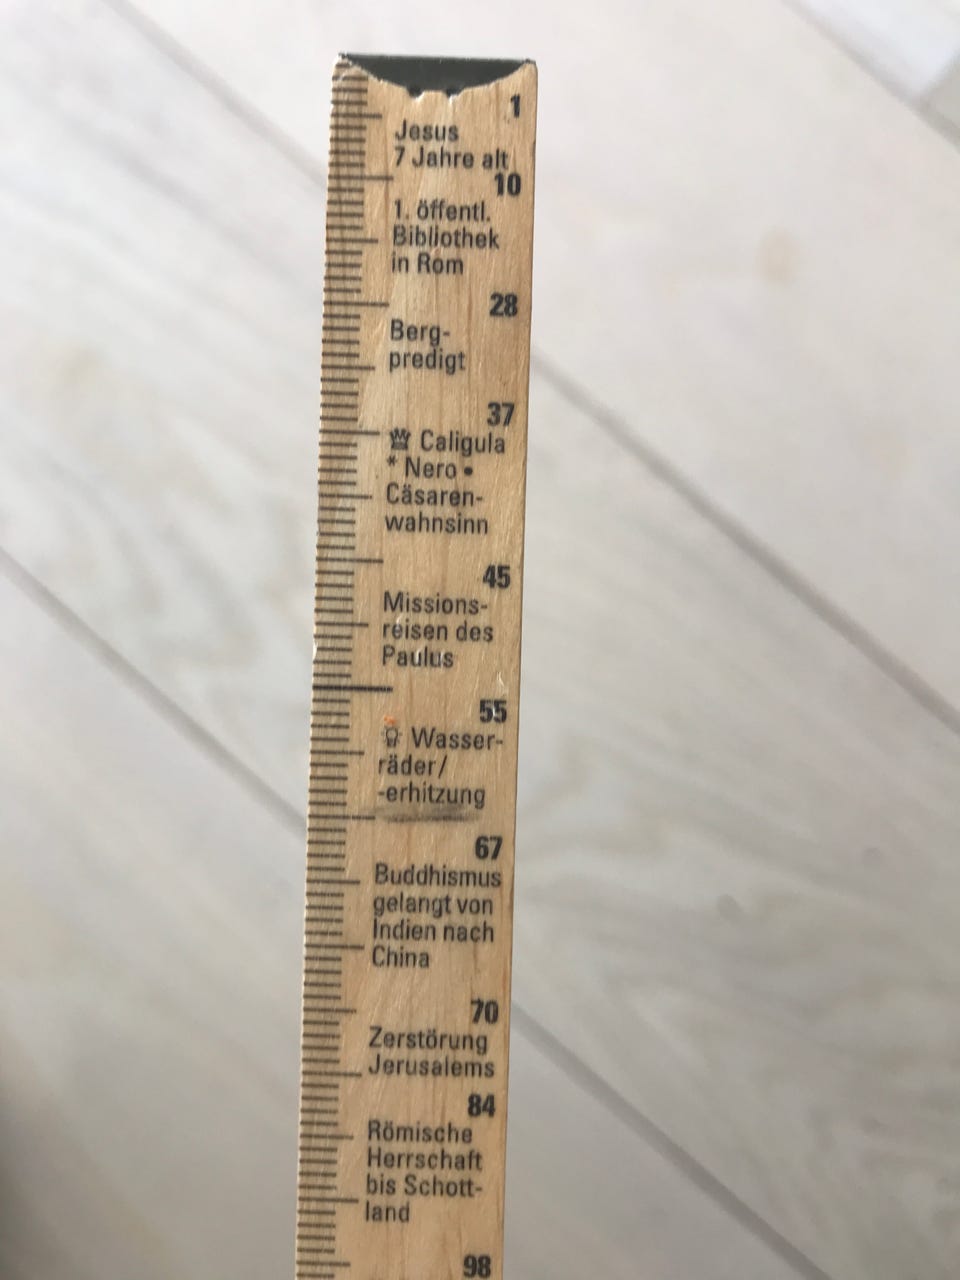 1
Jesus
7 Jahre alt
10
1. öffentl.
Bibliothek
in Rom
28
Berg-
predigt
37
♛ Caligula
* Nero •
Cäsaren-
wahnsinn
45
Missions-
reisen des
Paulus
55
Wasser-
räder/
-erhitzung
67
Buddhismus
gelangt von
Indien nach
China
70
Zerstörung
Jerusalems
84
Römische
Herrschaft
bis Schott-
land
98